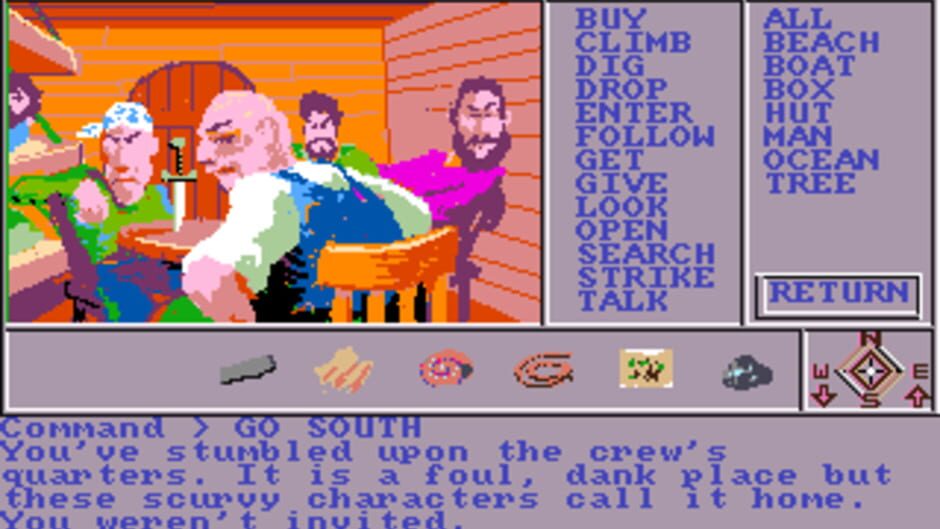 BUY
CLIMB
DIG
DROP
ENTER
FOLLOW
GET
GIVE
LOOK
OPEN
SEARCH
STRIKE
TALK
ALL
BEACH
BOAT
BOX
HUT
MAN
OCEAN
TREE
RETURN
N
W E
S
Command > GO SOUTH
You've stumbled upon the crew's
quarters. It is a foul, dank place but
these scurvy characters call it home.
You weren't invited.